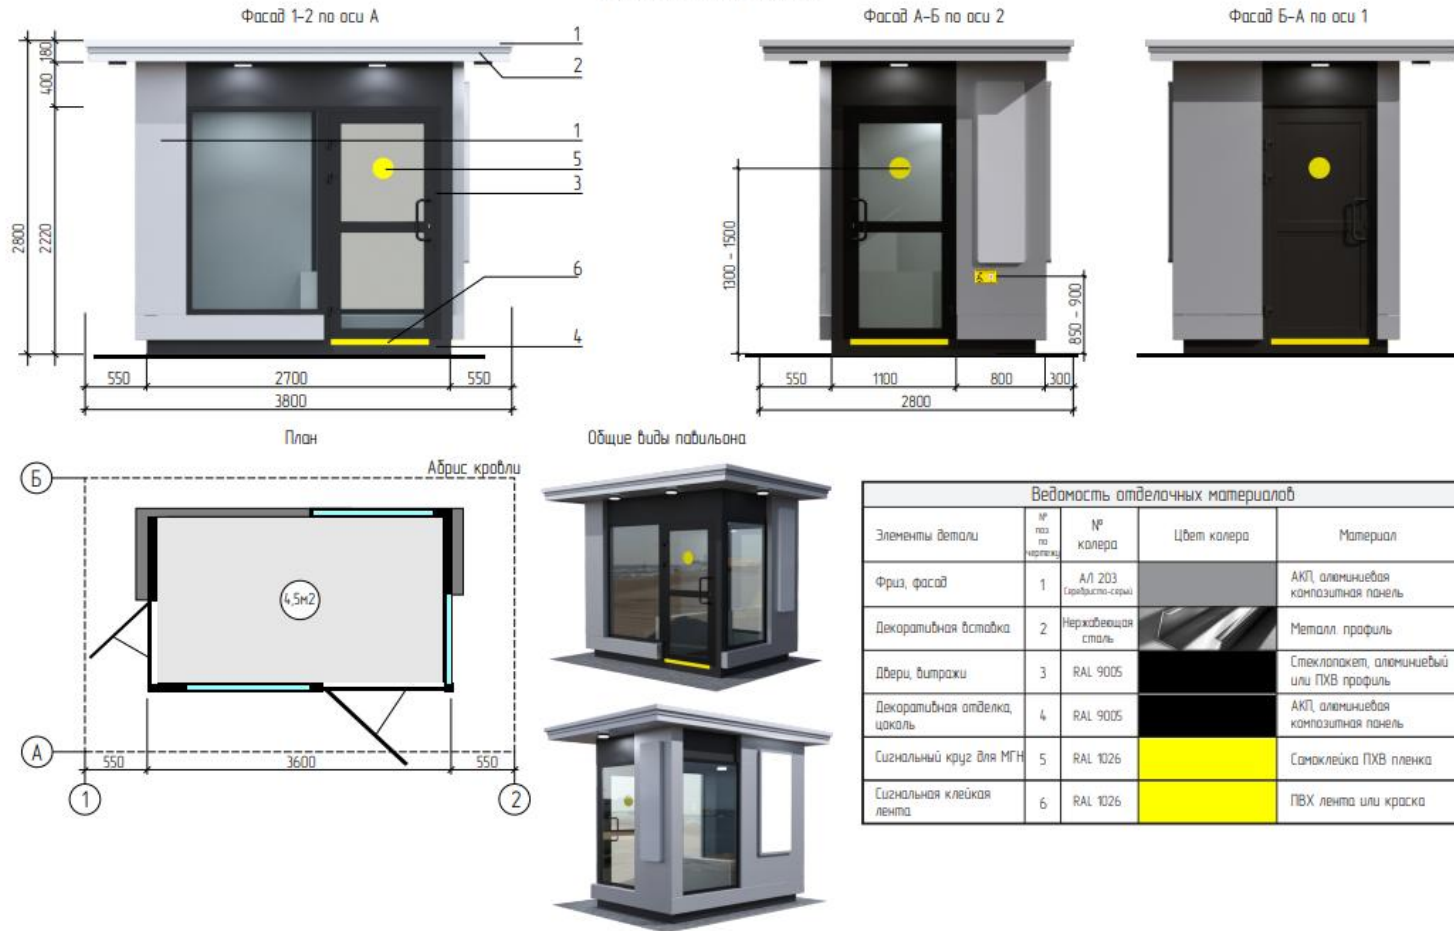 Фасад 1-2 по оси А
Фасад А-Б по оси 2
Фасад Б-А по оси 1
1
2
1
5
3
6
4
180
400
2220
2800
550
2700
550
3800
1300 - 1500
850 - 900
550
1100
800
300
2800
План
Абрис кровли
Б
А
4,5м2
550
3600
550
1
2
Общие виды павильона
Ведомость отделочных материалов
Элементы детали
№ поз по чертежу
№ колера
Цвет колера
Материал
Фриз, фасад
1
АЛ 203
Серебристо-серый
АКП, алюминиевая
композитная панель
Декоративная вставка
2
Нержавеющая
сталь
Металл. профиль
Двери, витражи
3
RAL 9005
Стеклопакет, алюминиевый
или ПХВ профиль
Декоративная отделка,
цоколь
4
RAL 9005
АКП, алюминиевая
композитная панель
Сигнальный круг для МГН
5
RAL 1026
Самоклейка ПХВ пленка
Сигнальная клейкая
лента
6
RAL 1026
ПВХ лента или краска